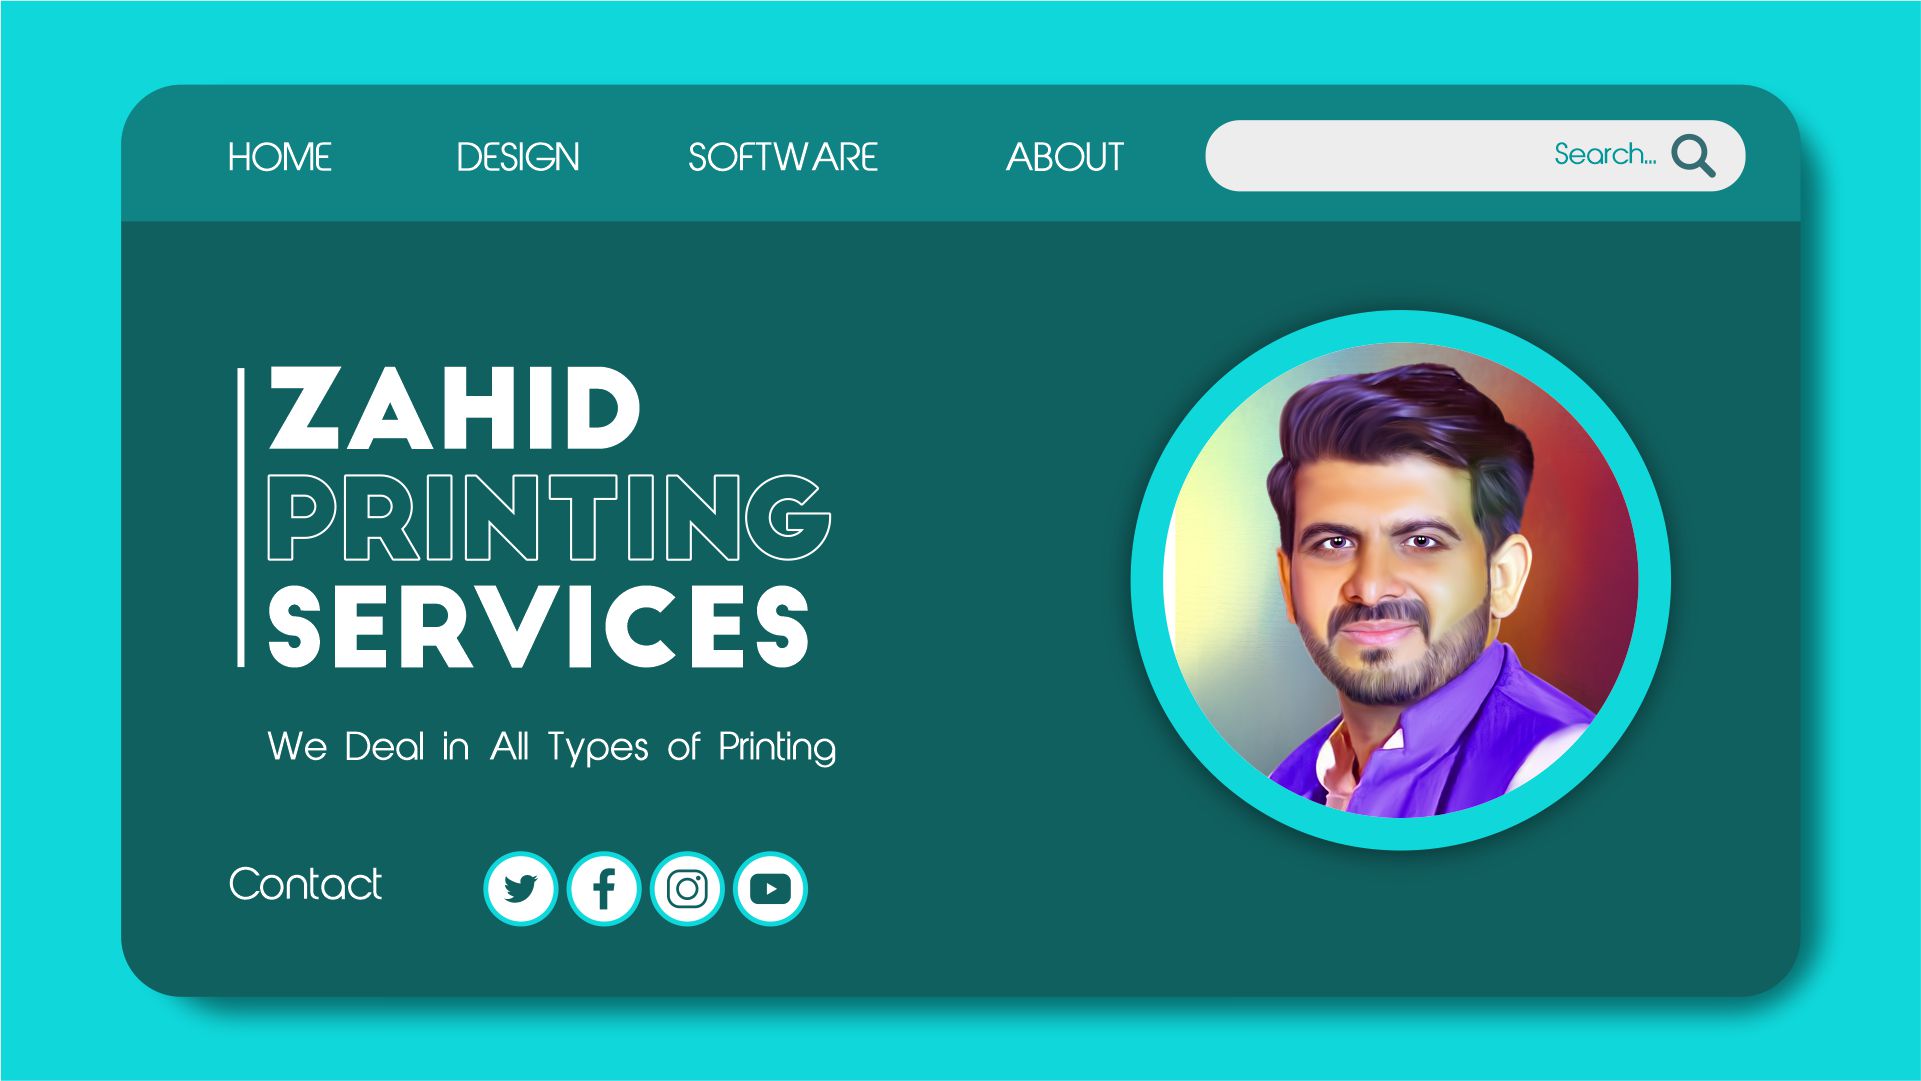 HOME DESIGN SOFTWARE ABOUT Search...
ZAHID
PRINTING
SERVICES
We Deal in All Types of Printing
Contact